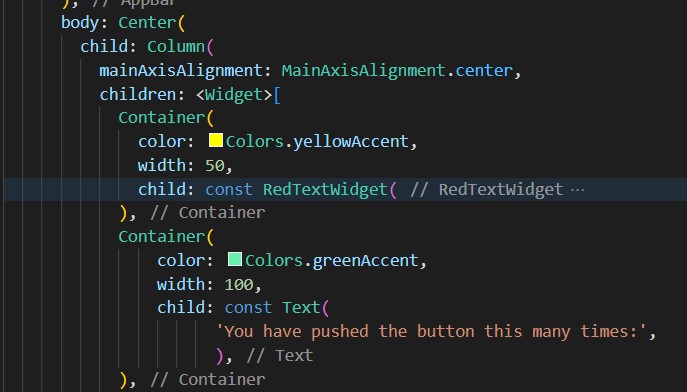 ), // AppBar
body: Center(
child: Column(
mainAxisAlignment: MainAxisAlignment.center,
children: <Widget>[
Container(
color: Colors.yellowAccent,
width: 50,
child: const RedTextWidget( // RedTextWidget ···
), // Container
Container(
color: Colors.greenAccent,
width: 100,
child: const Text(
'You have pushed the button this many times:',
), // Text
), // Container